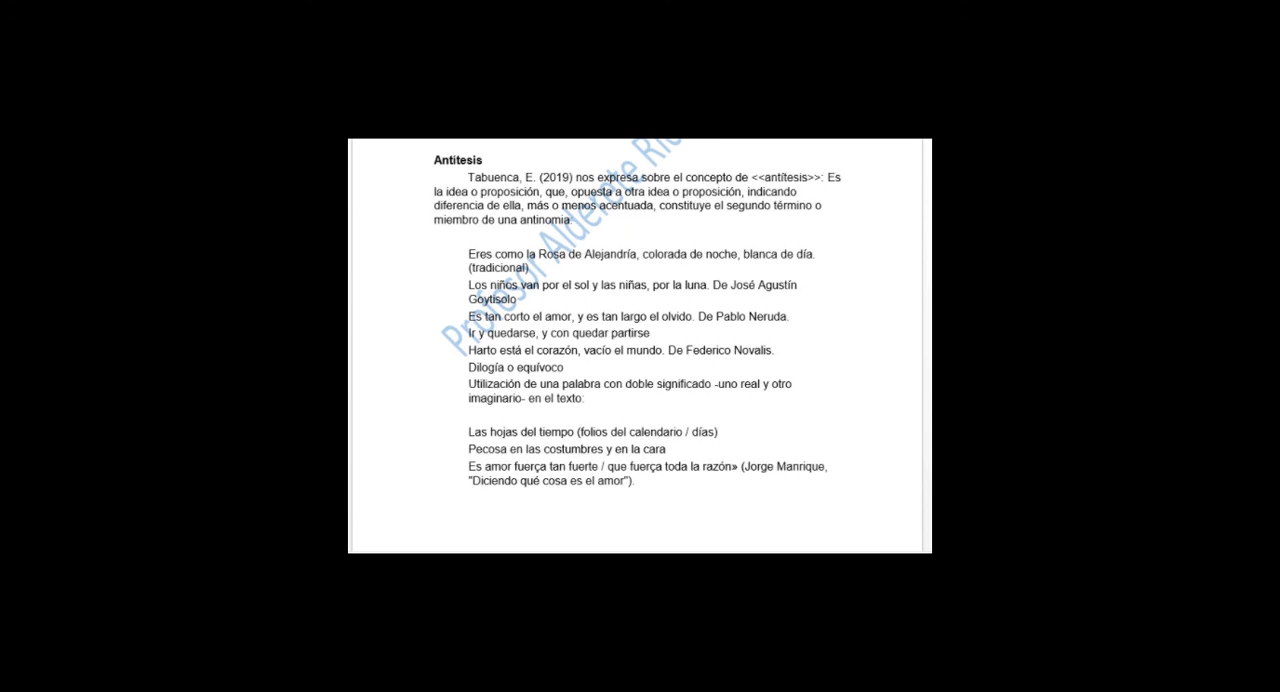 Antítesis
Tabuenca, E. (2019) nos expresa sobre el concepto de <<antítesis>>: Es
la idea o proposición, que, opuesta a otra idea o proposición, indicando
diferencia de ella, más o menos acentuada, constituye el segundo término o
miembro de una antinomia:
Eres como la Rosa de Alejandría, colorada de noche, blanca de día.
(tradicional)
Los niños van por el sol y las niñas, por la luna. De José Agustín
Goytisolo
Es tan corto el amor, y es tan largo el olvido. De Pablo Neruda.
Ir y quedarse, y con quedar partirse
Harto está el corazón, vacío el mundo. De Federico Novalis.
Dilogía o equívoco
Utilización de una palabra con doble significado -uno real y otro
imaginario- en el texto:
Las hojas del tiempo (folios del calendario / días)
Pecosa en las costumbres y en la cara
Es amor fuerça tan fuerte / que fuerça toda la razón» (Jorge Manrique,
"Diciendo qué cosa es el amor").
Profesor Alderete